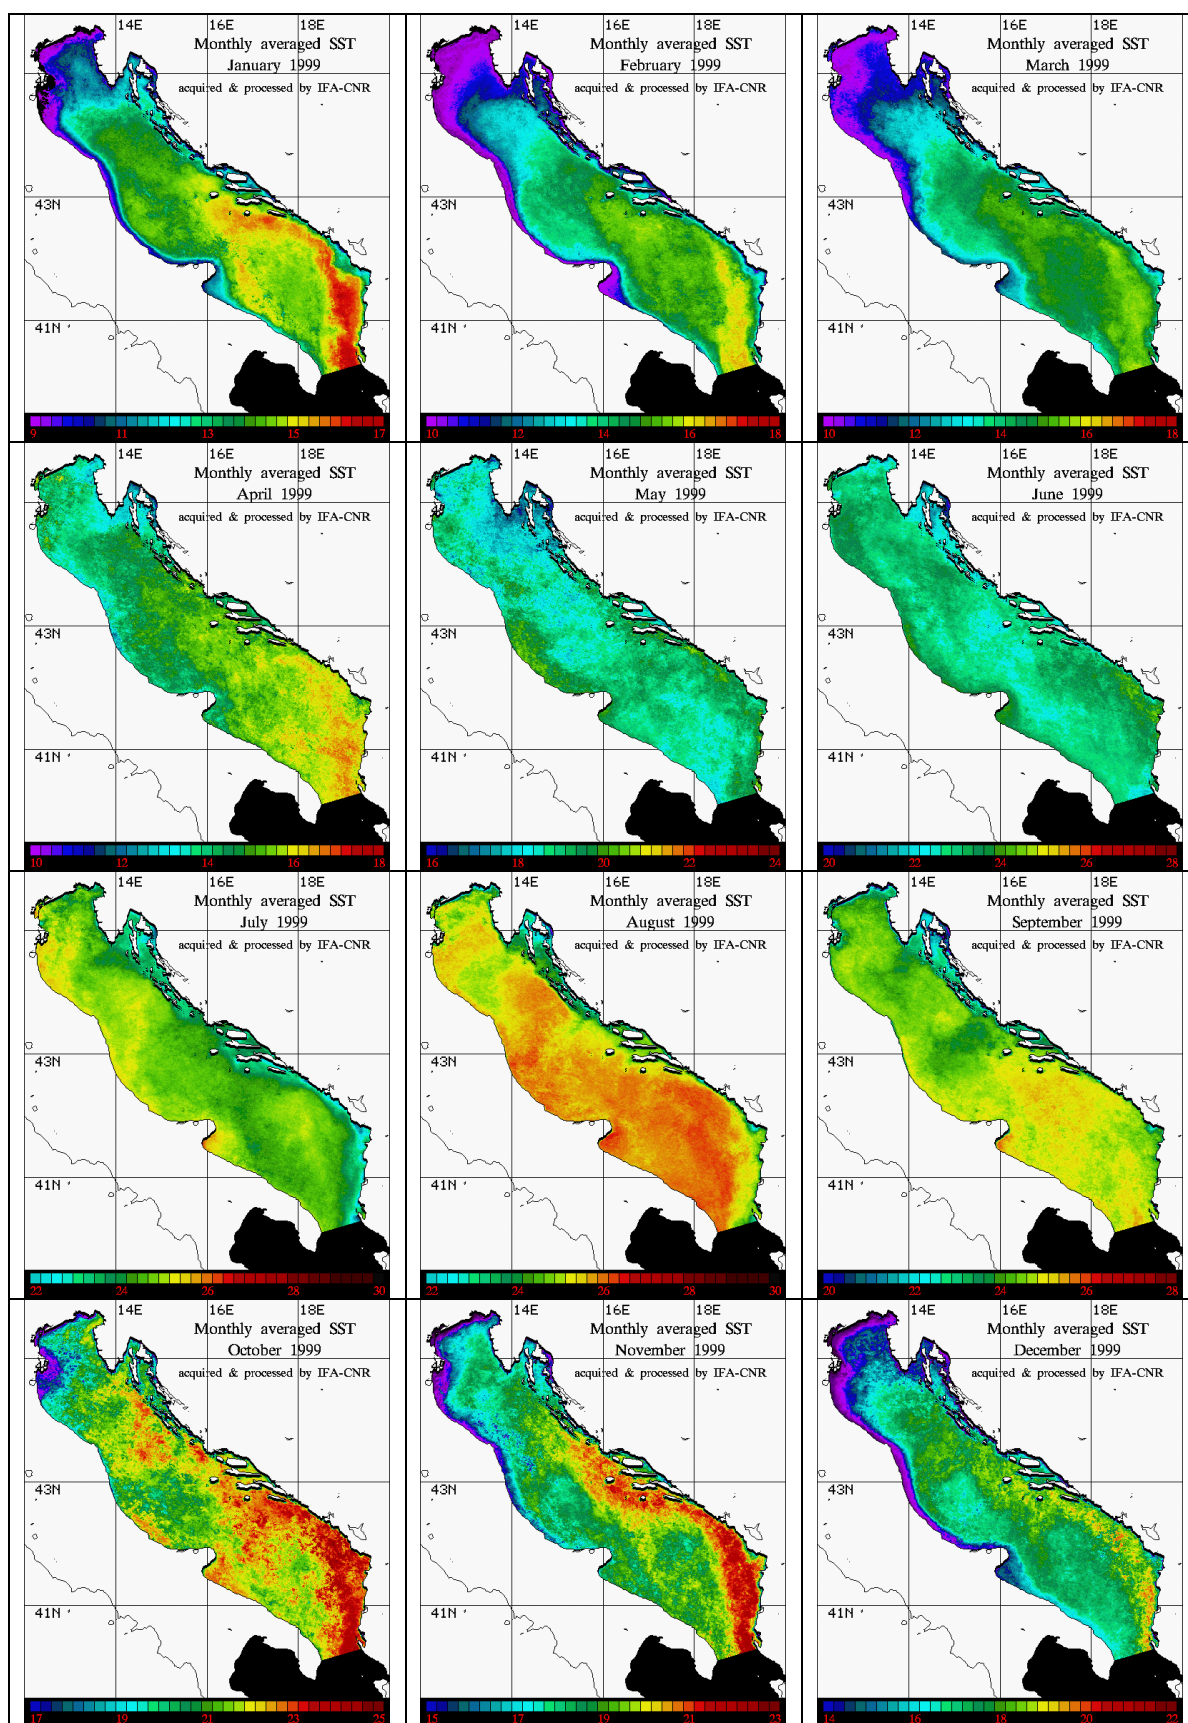 14E 16E 18E
Monthly averaged SST
January 1999
acquired & processed by IFA-CNR
43N
41N
9 11 13 15 17
14E 16E 18E
Monthly averaged SST
February 1999
acquired & processed by IFA-CNR
43N
41N
10 12 14 16 18
14E 16E 18E
Monthly averaged SST
March 1999
acquired & processed by IFA-CNR
43N
41N
10 12 14 16 18
14E 16E 18E
Monthly averaged SST
April 1999
acquired & processed by IFA-CNR
43N
41N
10 12 14 16 18
14E 16E 18E
Monthly averaged SST
May 1999
acquired & processed by IFA-CNR
43N
41N
16 18 20 22 24
14E 16E 18E
Monthly averaged SST
June 1999
acquired & processed by IFA-CNR
43N
41N
20 22 24 26 28
14E 16E 18E
Monthly averaged SST
July 1999
acquired & processed by IFA-CNR
43N
41N
22 24 26 28 30
14E 16E 18E
Monthly averaged SST
August 1999
acquired & processed by IFA-CNR
43N
41N
22 24 26 28 30
14E 16E 18E
Monthly averaged SST
September 1999
acquired & processed by IFA-CNR
43N
41N
20 22 24 26 28
14E 16E 18E
Monthly averaged SST
October 1999
acquired & processed by IFA-CNR
43N
41N
17 19 21 23 25
14E 16E 18E
Monthly averaged SST
November 1999
acquired & processed by IFA-CNR
43N
41N
15 17 19 21 23
14E 16E 18E
Monthly averaged SST
December 1999
acquired & processed by IFA-CNR
43N
41N
14 16 18 20 22